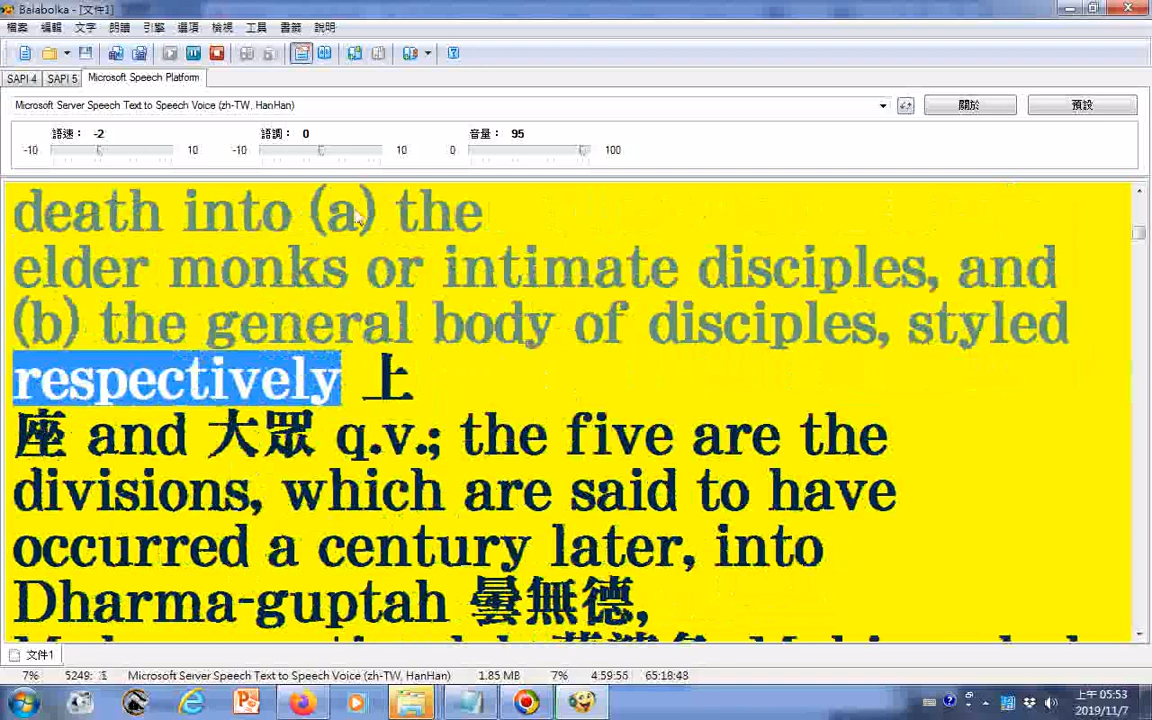 Balabolka - [文件1]
檔案 編輯 文字 朗讀 引擎 選項 檢視 工具 書籤 說明
SAPI 4 SAPI 5 Microsoft Speech Platform
Microsoft Server Speech Text to Speech Voice (zh-TW, HanHan) 關於 預設
語速： -2 語調： 0 音量： 95
-10 10 -10 10 0 100
death into (a) the
elder monks or intimate disciples, and
(b) the general body of disciples, styled
respectively 上
座 and 大眾 q.v.; the five are the
divisions, which are said to have
occurred a century later, into
Dharma-guptah 曇無德,
文件1
7% 5249: Microsoft Server Speech Text to Speech Voice (zh-TW, HanHan) 1.85 MB 7% 4:59:56 65:18:48
上午 05:53
2019/11/7